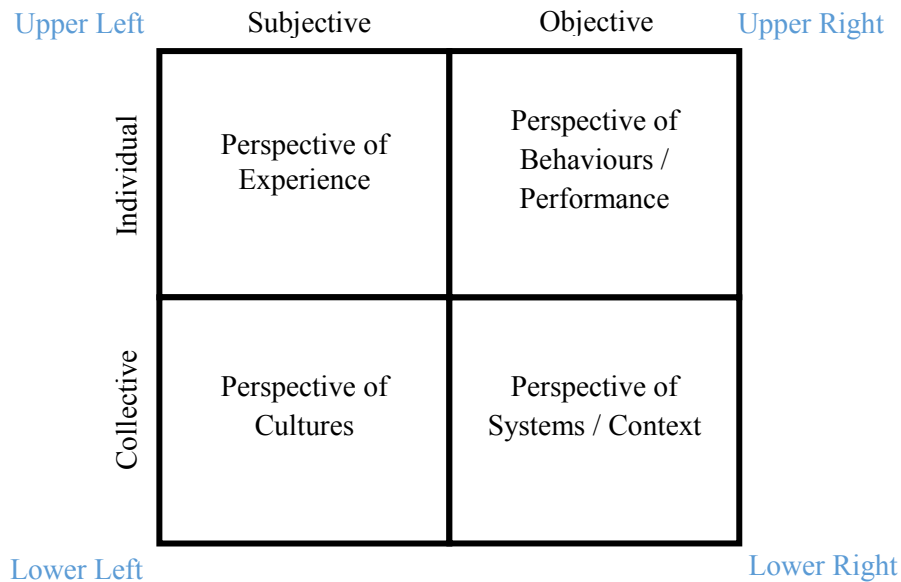 Upper Left
Subjective
Objective
Upper Right
Individual
Perspective of
Experience
Perspective of
Behaviours /
Performance
Collective
Perspective of
Cultures
Perspective of
Systems / Context
Lower Left
Lower Right